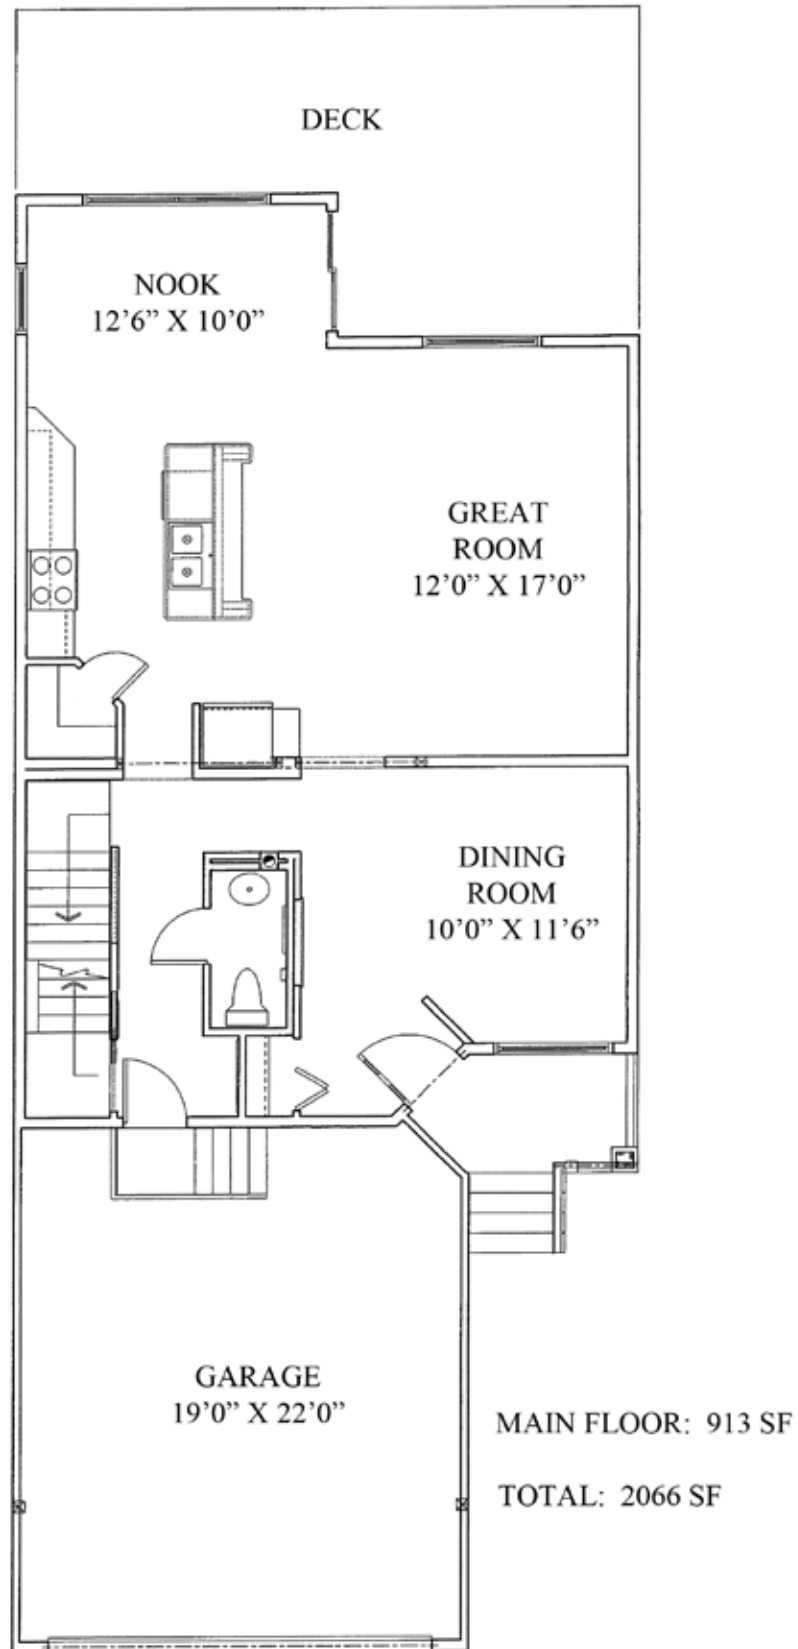 DECK
NOOK
12’6” X 10’0”
GREAT
ROOM
12’0” X 17’0”
DINING
ROOM
10’0” X 11’6”
GARAGE
19’0” X 22’0”
MAIN FLOOR: 913 SF
TOTAL: 2066 SF